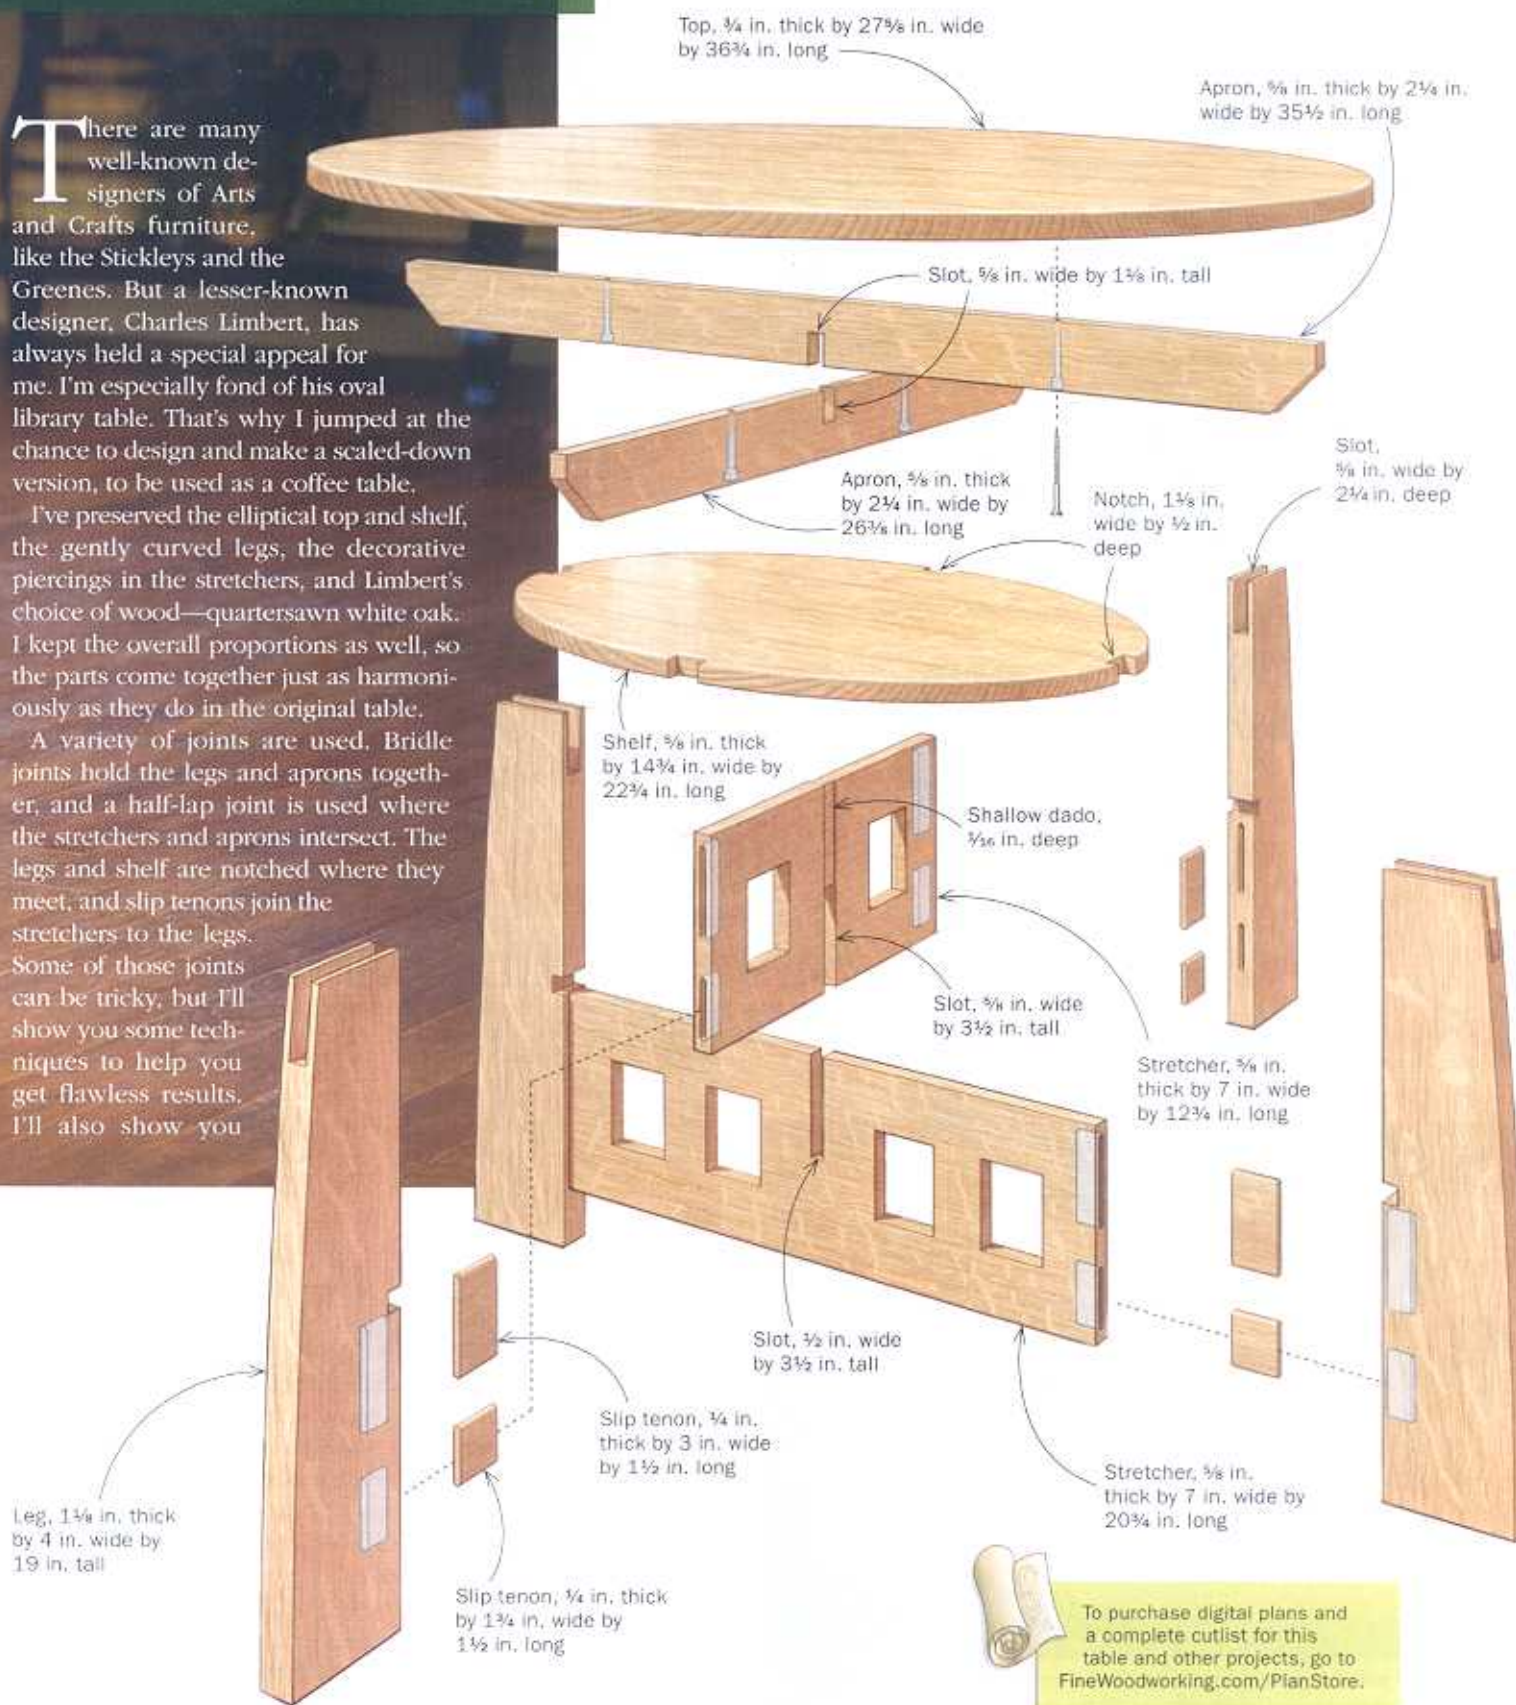 There are many
well-known de-
signers of Arts
and Crafts furniture,
like the Stickleys and the
Greenes. But a lesser-known
designer, Charles Limbert, has
always held a special appeal for
me. I'm especially fond of his oval
library table. That's why I jumped at the
chance to design and make a scaled-down
version, to be used as a coffee table.
I've preserved the elliptical top and shelf,
the gently curved legs, the decorative
piercings in the stretchers, and Limbert's
choice of wood—quartersawn white oak.
I kept the overall proportions as well, so
the parts come together just as harmoni-
ously as they do in the original table.
A variety of joints are used. Bridle
joints hold the legs and aprons togeth-
er, and a half-lap joint is used where
the stretchers and aprons intersect. The
legs and shelf are notched where they
meet, and slip tenons join the
stretchers to the legs.
Some of those joints
can be tricky, but I'll
show you some tech-
niques to help you
get flawless results.
I'll also show you
Top, ¾ in. thick by 27⅝ in. wide
by 36¾ in. long
Apron, ⅝ in. thick by 2¼ in.
wide by 35½ in. long
Slot, ⅝ in. wide by 1⅛ in. tall
Apron, ⅝ in. thick
by 2¼ in. wide by
26⅜ in. long
Notch, 1⅛ in.
wide by ½ in.
deep
Slot,
⅝ in. wide by
2¼ in. deep
Shelf, ⅝ in. thick
by 14¾ in. wide by
22¾ in. long
Shallow dado,
1⁄16 in. deep
Slot, ⅝ in. wide
by 3½ in. tall
Stretcher, ⅝ in.
thick by 7 in. wide
by 12¾ in. long
Slot, ½ in. wide
by 3½ in. tall
Slip tenon, ¼ in.
thick by 3 in. wide
by 1½ in. long
Stretcher, ⅝ in.
thick by 7 in. wide by
20¾ in. long
Leg, 1⅛ in. thick
by 4 in. wide by
19 in. tall
Slip tenon, ¼ in. thick
by 1¾ in. wide by
1½ in. long
To purchase digital plans and
a complete cutlist for this
table and other projects, go to
FineWoodworking.com/PlanStore.